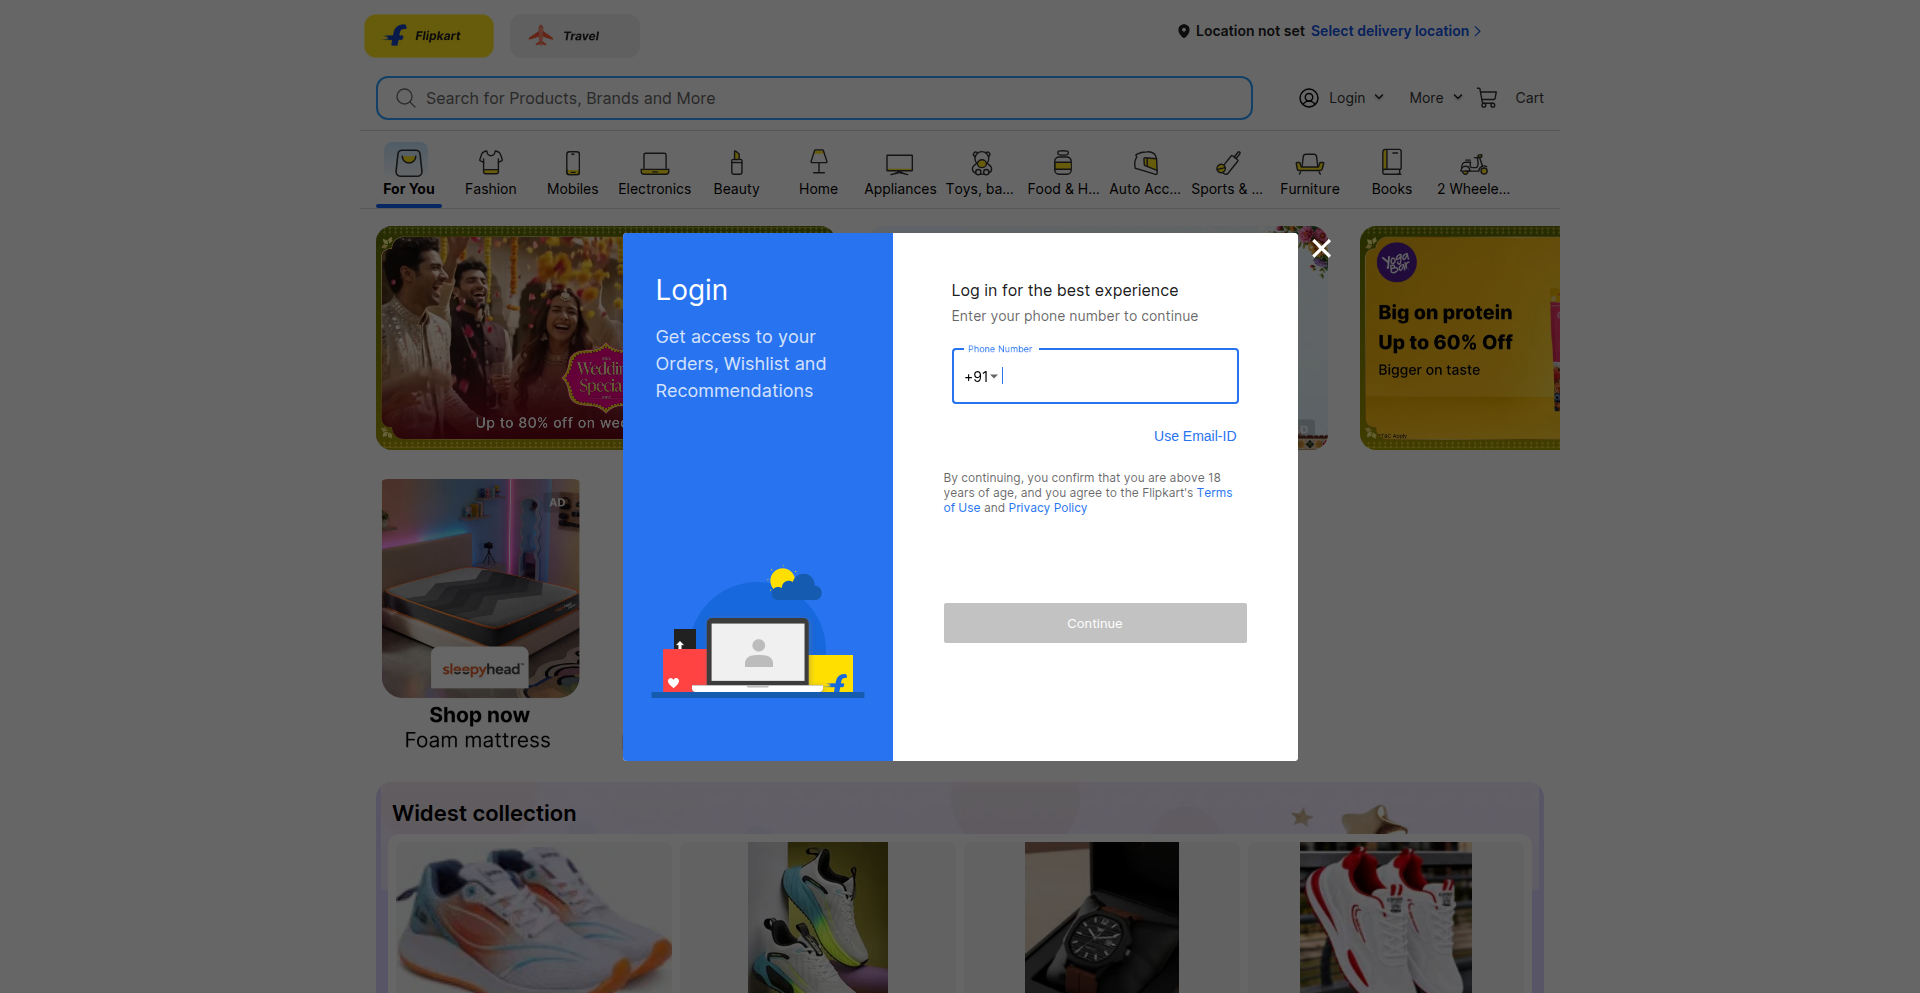 Flipkart
Travel
Location not set Select delivery location
Search for Products, Brands and More
Login
More
Cart
For You
Fashion
Mobiles
Electronics
Beauty
Home
Appliances
Toys, ba...
Food & H...
Auto Acc...
Sports & ...
Furniture
Books
2 Wheele...
Up to 80% off on
Yoga Bar
Big on protein
Up to 60% Off
Bigger on taste
Login
Get access to your
Orders, Wishlist and
Recommendations
Log in for the best experience
Enter your phone number to continue
Phone Number
+91
Use Email-ID
By continuing, you confirm that you are above 18
years of age, and you agree to the Flipkart's Terms
of Use and Privacy Policy
Continue
AD
sleepyhead
Shop now
Foam mattress
Widest collection